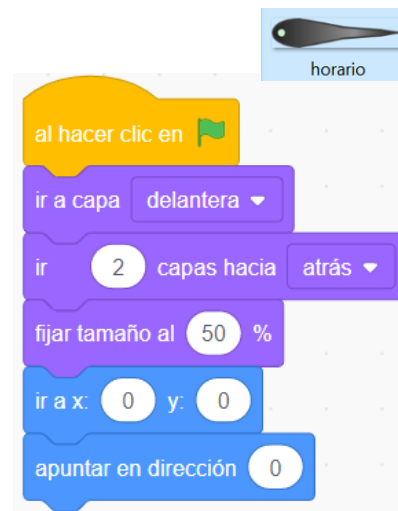 horario
al hacer clic en
ir a capa delantera
ir 2 capas hacia atrás
fijar tamaño al 50 %
ir a x: 0 y: 0
apuntar en dirección 0